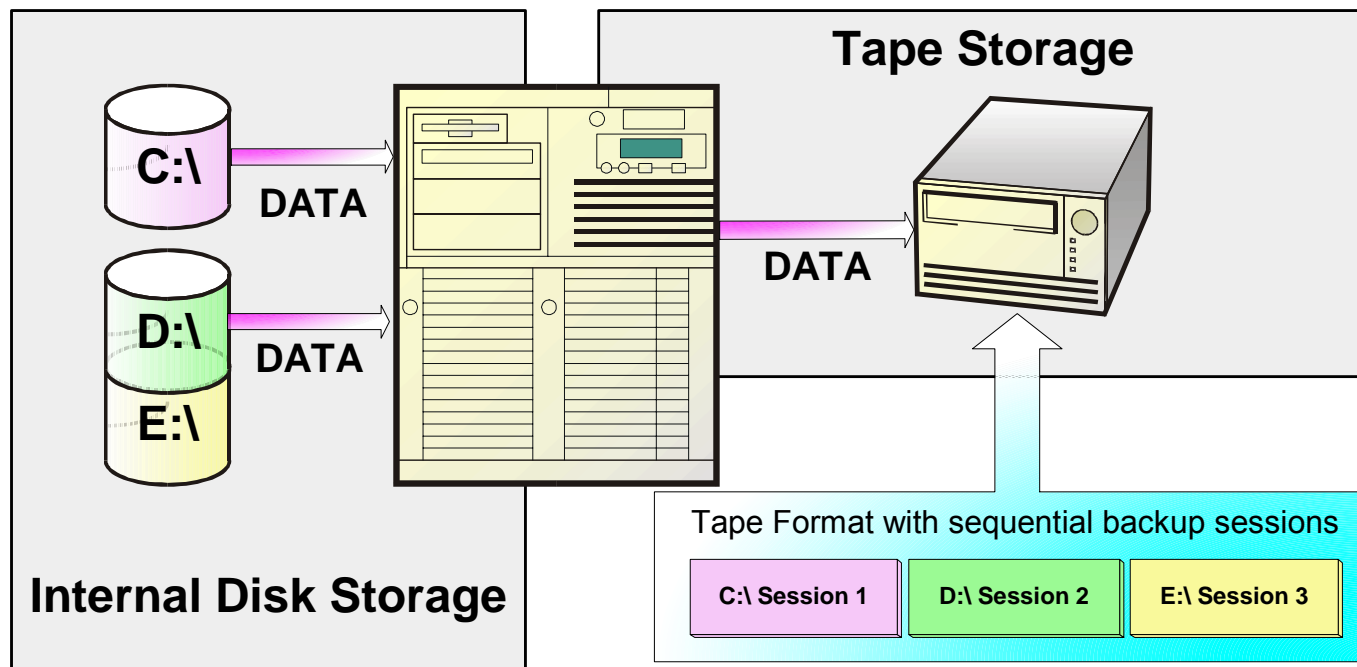 Tape Storage
C:\
DATA
D:\
DATA
DATA
E:\
Tape Format with sequential backup sessions
Internal Disk Storage
C:\ Session 1
D:\ Session 2
E:\ Session 3